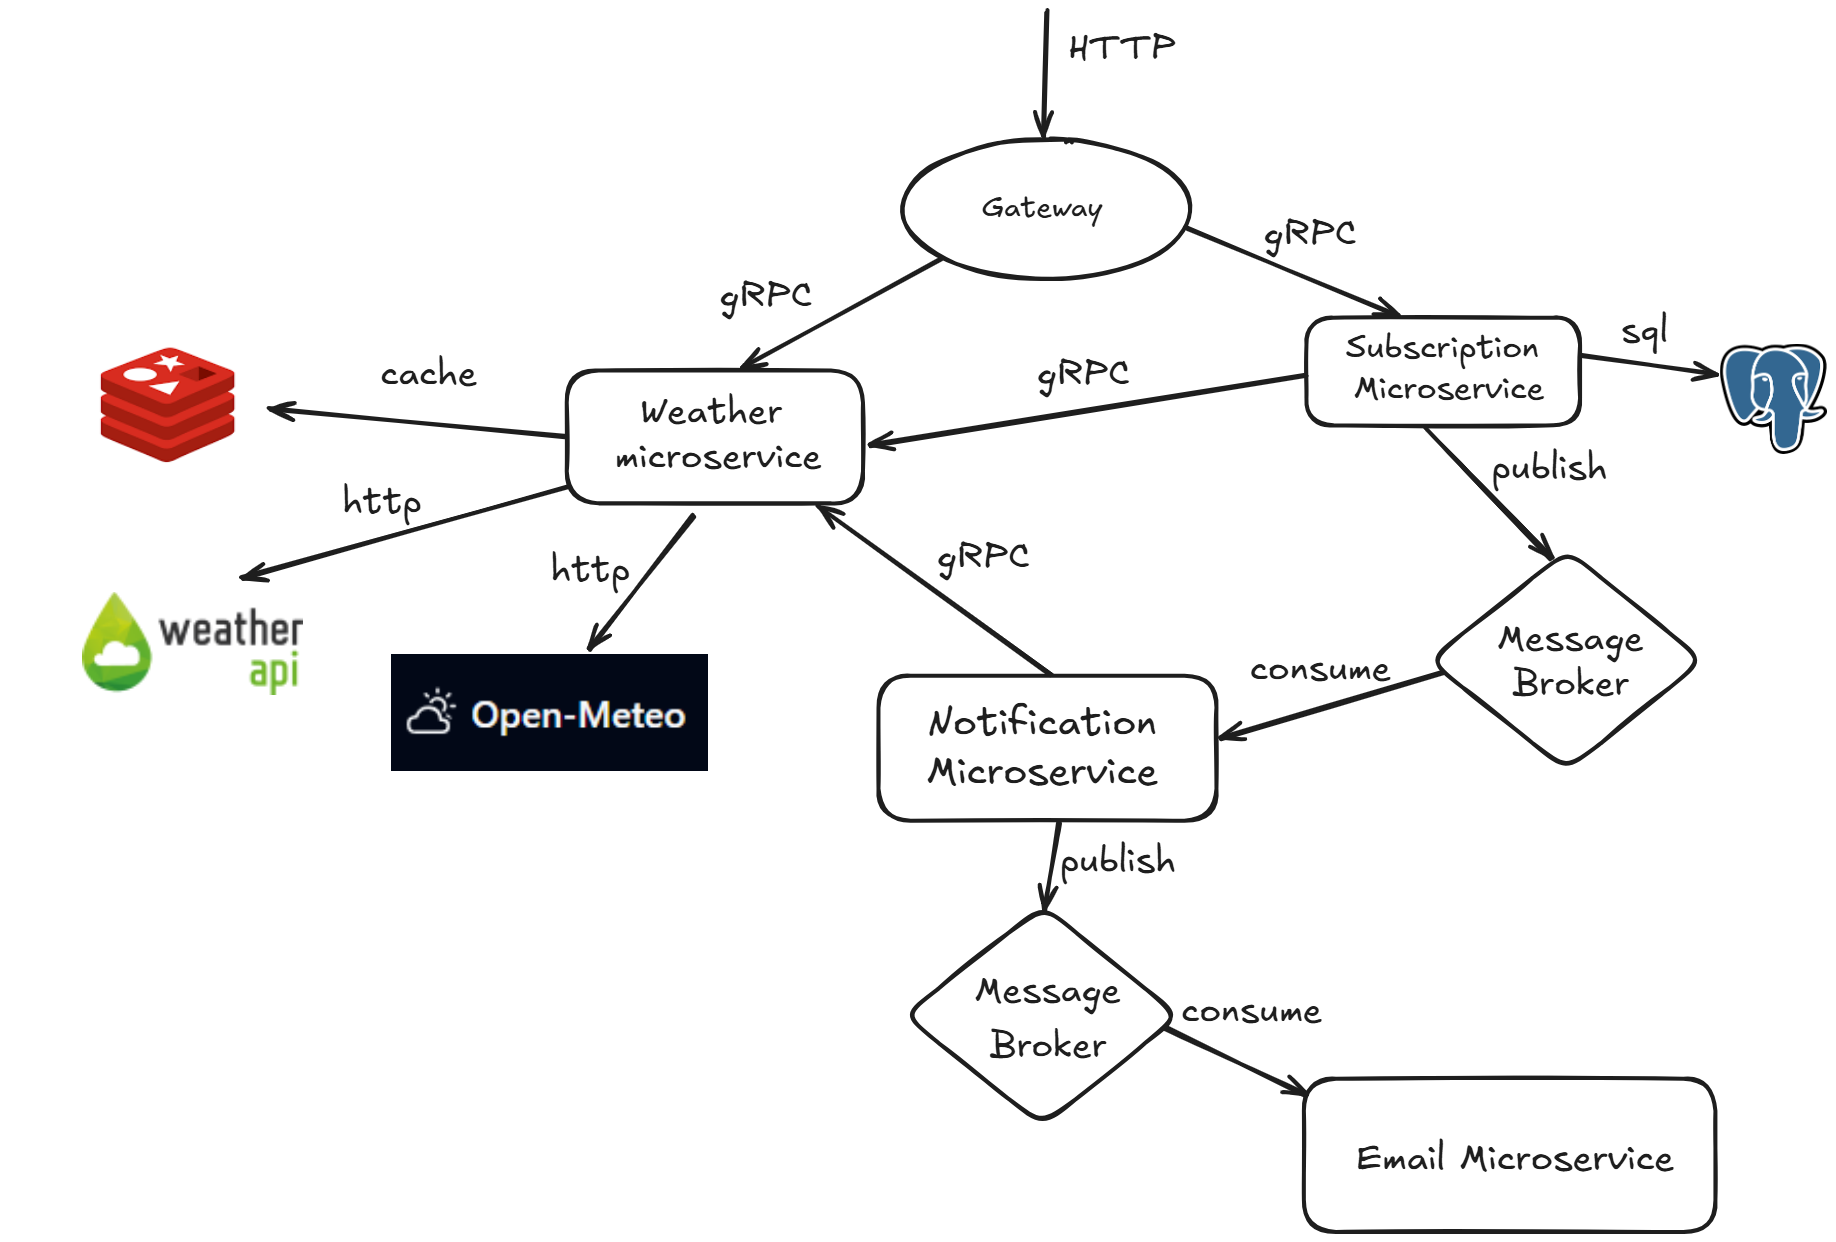 HTTP
Gateway
gRPC
gRPC
sql
Subscription
Microservice
cache
gRPC
Weather
microservice
publish
http
http
gRPC
weather
api
Open-Meteo
Message
Broker
consume
Notification
Microservice
publish
Message
Broker
consume
Email Microservice